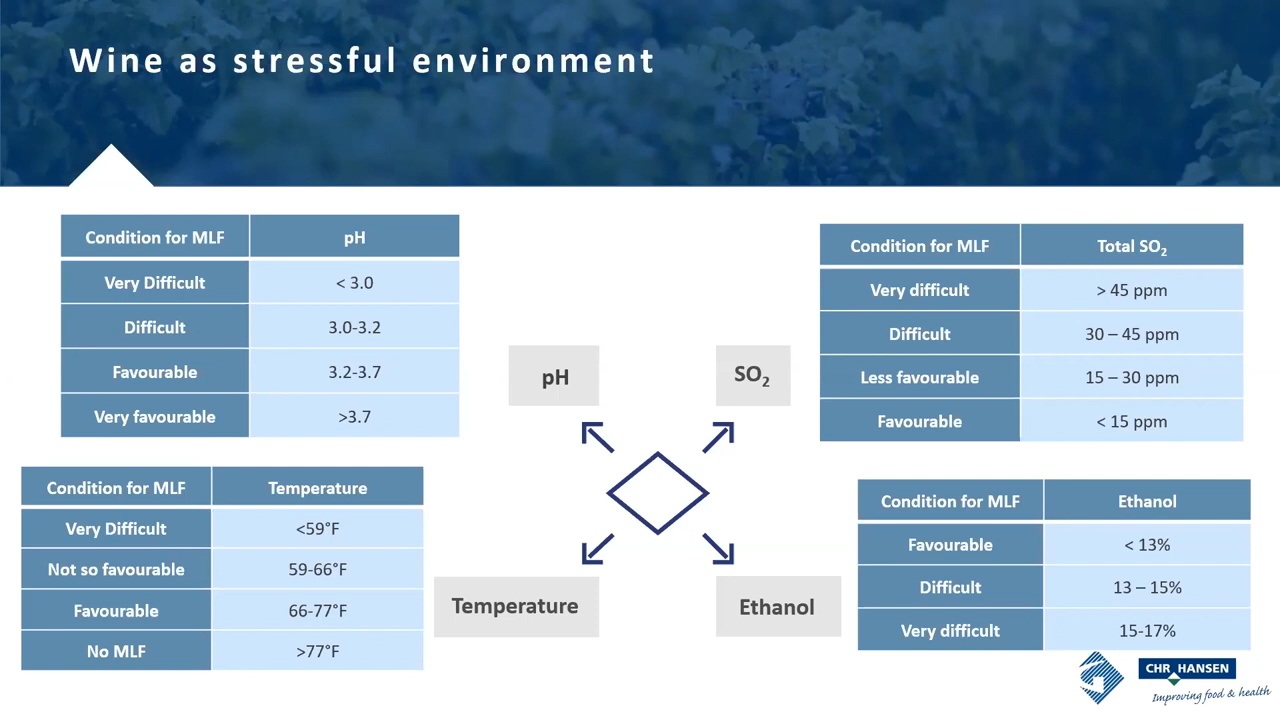 Wine as stressful environment
Condition for MLF pH
Very Difficult < 3.0
Difficult 3.0-3.2
Favourable 3.2-3.7
Very favourable >3.7
Condition for MLF Total SO₂
Very difficult > 45 ppm
Difficult 30 – 45 ppm
Less favourable 15 – 30 ppm
Favourable < 15 ppm
pH
SO₂
Temperature
Ethanol
Condition for MLF Temperature
Very Difficult <59°F
Not so favourable 59-66°F
Favourable 66-77°F
No MLF >77°F
Condition for MLF Ethanol
Favourable < 13%
Difficult 13 – 15%
Very difficult 15-17%
CHR HANSEN
Improving food & health